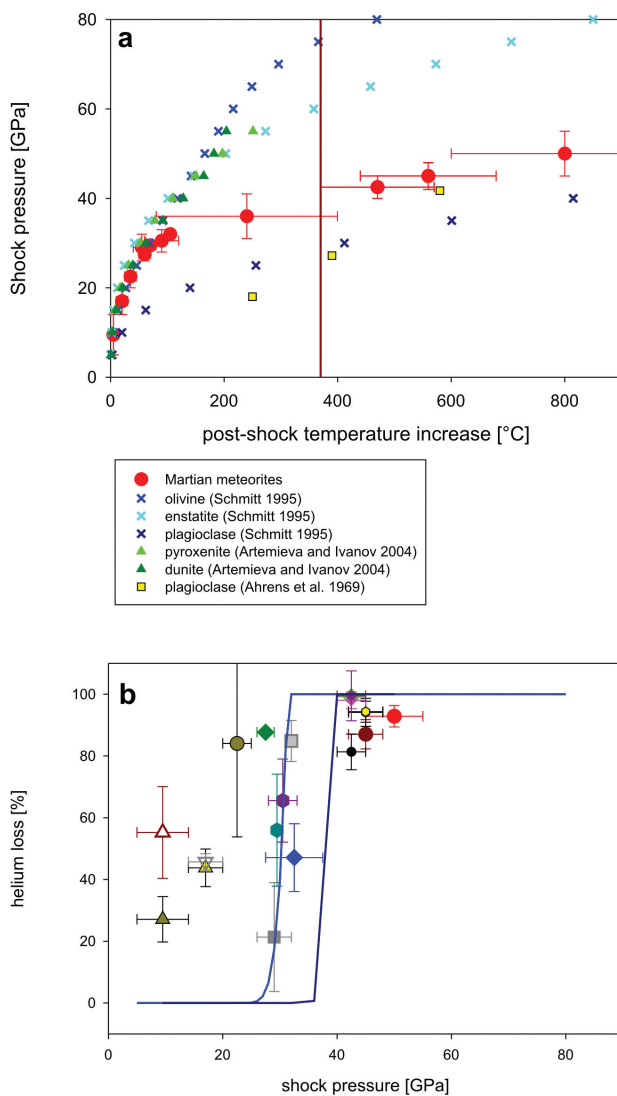 a
80
60
40
20
0
Shock pressure [GPa]
0 200 400 600 800
post-shock temperature increase [°C]
Martian meteorites
olivine (Schmitt 1995)
enstatite (Schmitt 1995)
plagioclase (Schmitt 1995)
pyroxenite (Artemieva and Ivanov 2004)
dunite (Artemieva and Ivanov 2004)
plagioclase (Ahrens et al. 1969)
b
100
80
60
40
20
0
helium loss [%]
0 20 40 60 80
shock pressure [GPa]